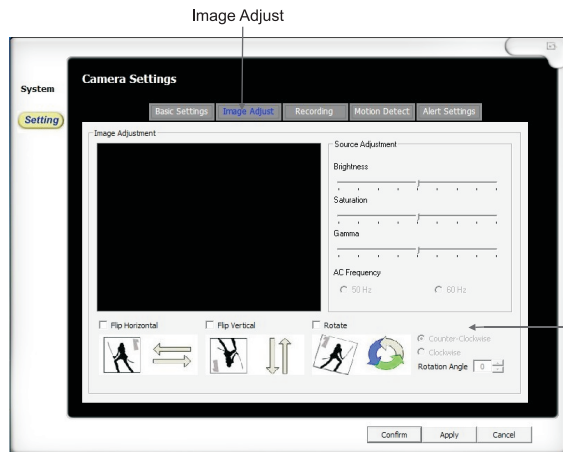 Image Adjust
System
Setting
Camera Settings
Basic Settings Image Adjust Recording Motion Detect Alert Settings
Image Adjustment
Source Adjustment
Brightness
Saturation
Gamma
AC Frequency
50 Hz 60 Hz
Flip Horizontal Flip Vertical Rotate
Counter-Clockwise
Clockwise
Rotation Angle 0
Confirm Apply Cancel